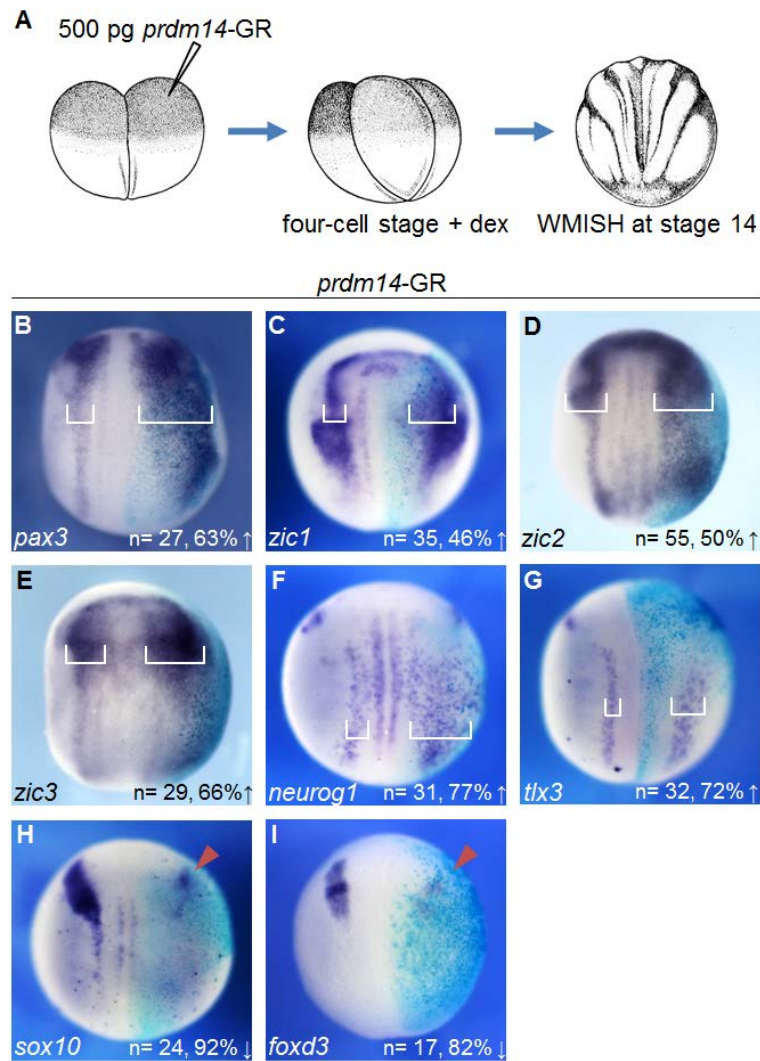 A
500 pg prdm14-GR
four-cell stage + dex
WMISH at stage 14
prdm14-GR
B
pax3
n= 27, 63% ↑
C
zic1
n= 35, 46% ↑
D
zic2
n= 55, 50% ↑
E
zic3
n= 29, 66%↑
F
neurog1
n= 31, 77% ↑
G
tlx3
n= 32, 72% ↑
H
sox10
n= 24, 92% ↓
I
foxd3
n= 17, 82% ↓